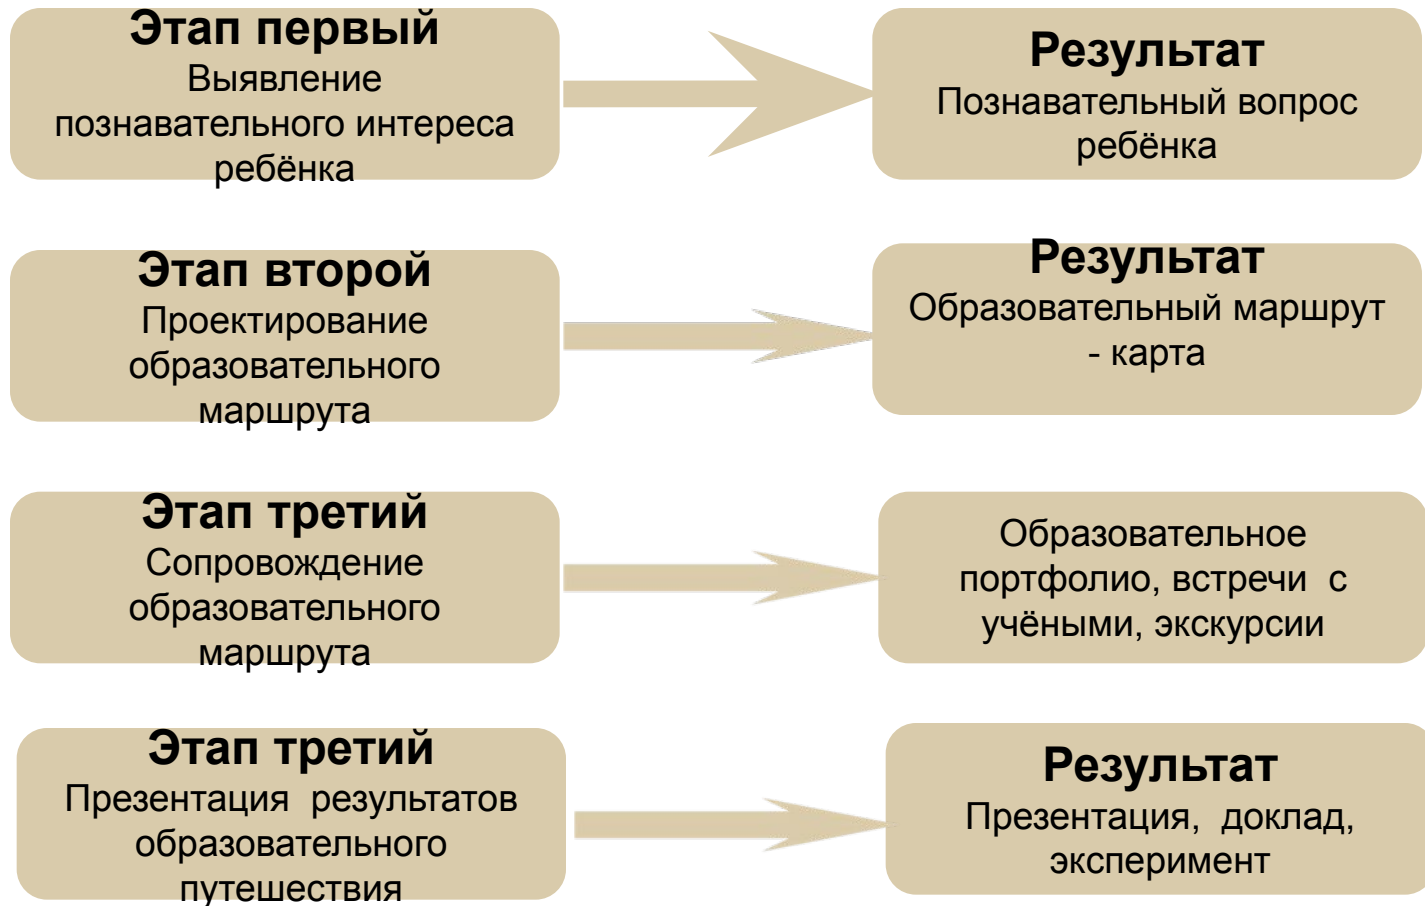 Этап первый
Выявление
познавательного интереса
ребёнка
Результат
Познавательный вопрос
ребёнка
Этап второй
Проектирование
образовательного
маршрута
Результат
Образовательный маршрут
- карта
Этап третий
Сопровождение
образовательного
маршрута
Образовательное
портфолио, встречи с
учёными, экскурсии
Этап третий
Презентация результатов
образовательного
путешествия
Результат
Презентация, доклад,
эксперимент